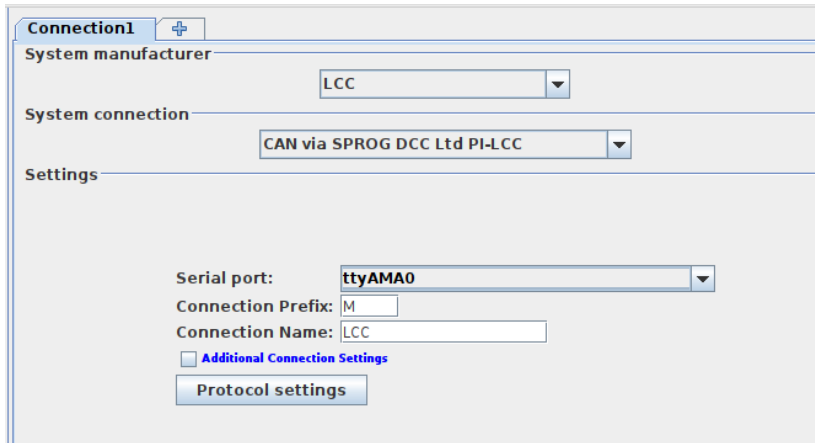 Connection1
System manufacturer
LCC
System connection
CAN via SPROG DCC Ltd PI-LCC
Settings
Serial port: ttyAMA0
Connection Prefix: M
Connection Name: LCC
Additional Connection Settings
Protocol settings